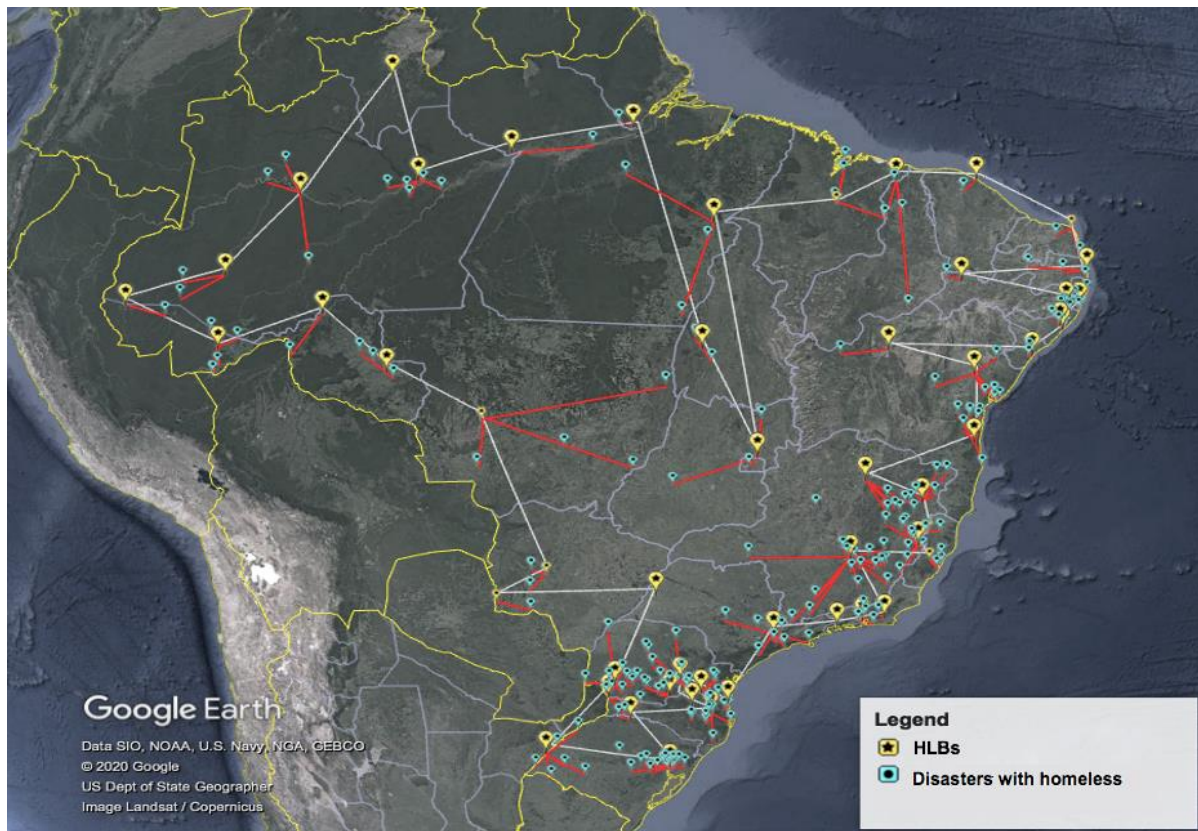 Google Earth
Data SIO, NOAA, U.S. Navy, NGA, GEBCO
© 2020 Google
US Dept of State Geographer
Image Landsat / Copernicus
Legend
HLBs
Disasters with homeless